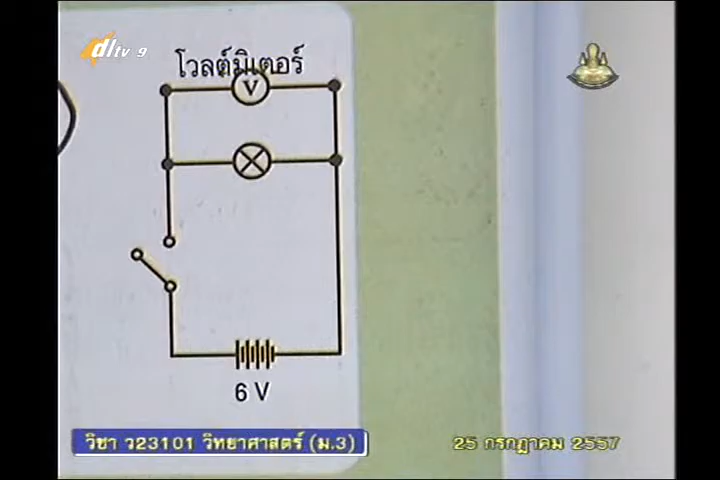 dltv 9
โวลต์มิเตอร์
V
6 V
วิชา ว23101 วิทยาศาสตร์ (ม.3)
25 กรกฎาคม 2557